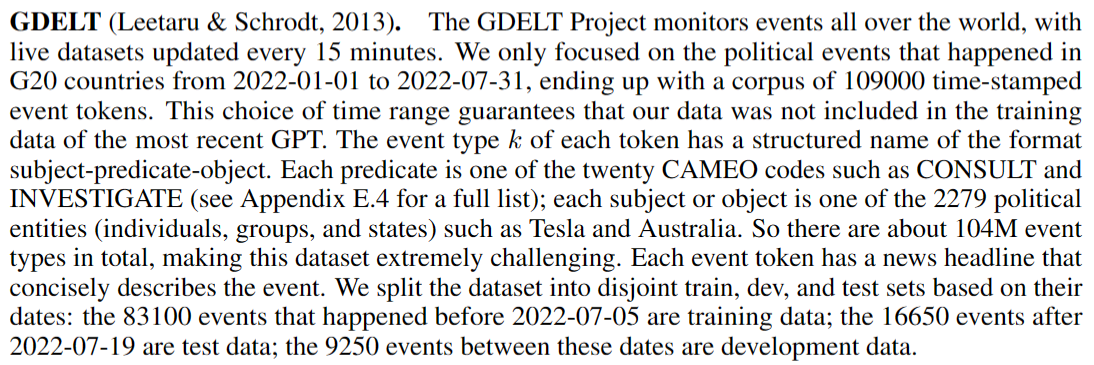 GDELT (Leetaru & Schrodt, 2013). The GDELT Project monitors events all over the world, with
live datasets updated every 15 minutes. We only focused on the political events that happened in
G20 countries from 2022-01-01 to 2022-07-31, ending up with a corpus of 109000 time-stamped
event tokens. This choice of time range guarantees that our data was not included in the training
data of the most recent GPT. The event type k of each token has a structured name of the format
subject-predicate-object. Each predicate is one of the twenty CAMEO codes such as CONSULT and
INVESTIGATE (see Appendix E.4 for a full list); each subject or object is one of the 2279 political
entities (individuals, groups, and states) such as Tesla and Australia. So there are about 104M event
types in total, making this dataset extremely challenging. Each event token has a news headline that
concisely describes the event. We split the dataset into disjoint train, dev, and test sets based on their
dates: the 83100 events that happened before 2022-07-05 are training data; the 16650 events after
2022-07-19 are test data; the 9250 events between these dates are development data.